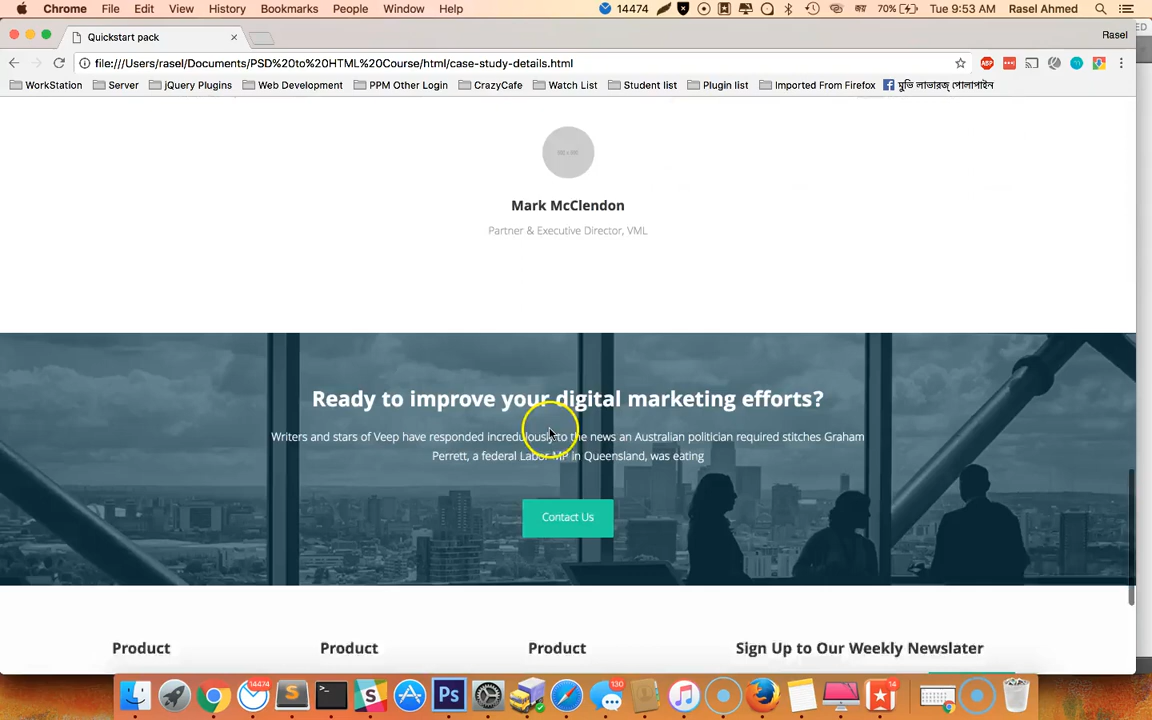 Chrome File Edit View History Bookmarks People Window Help 14474 70% Tue 9:53 AM Rasel Ahmed
Quickstart pack Rasel
file:///Users/rasel/Documents/PSD%20to%20HTML%20Course/html/case-study-details.html
WorkStation Server jQuery Plugins Web Development PPM Other Login CrazyCafe Watch List Student list Plugin list Imported From Firefox মুভি লাভারজ্ পোলাপাইন
Mark McClendon
Partner & Executive Director, VML
Ready to improve your digital marketing efforts?
Writers and stars of Veep have responded incredulously to the news an Australian politician required stitches Graham
Perrett, a federal Labor MP in Queensland, was eating
Contact Us
Product Product Product Sign Up to Our Weekly Newslater
14474 Ps 130 14